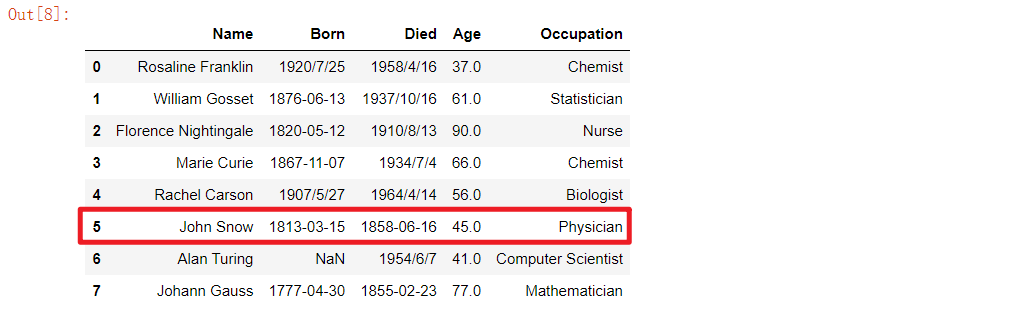 Out[8]:
Name Born Died Age Occupation
0 Rosaline Franklin 1920/7/25 1958/4/16 37.0 Chemist
1 William Gosset 1876-06-13 1937/10/16 61.0 Statistician
2 Florence Nightingale 1820-05-12 1910/8/13 90.0 Nurse
3 Marie Curie 1867-11-07 1934/7/4 66.0 Chemist
4 Rachel Carson 1907/5/27 1964/4/14 56.0 Biologist
5 John Snow 1813-03-15 1858-06-16 45.0 Physician
6 Alan Turing NaN 1954/6/7 41.0 Computer Scientist
7 Johann Gauss 1777-04-30 1855-02-23 77.0 Mathematician